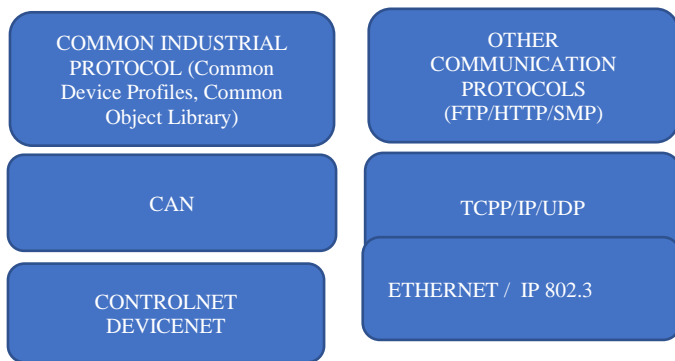 COMMON INDUSTRIAL
PROTOCOL (Common
Device Profiles, Common
Object Library)
OTHER
COMMUNICATION
PROTOCOLS
(FTP/HTTP/SMP)
CAN
TCPP/IP/UDP
CONTROLNET
DEVICENET
ETHERNET / IP 802.3